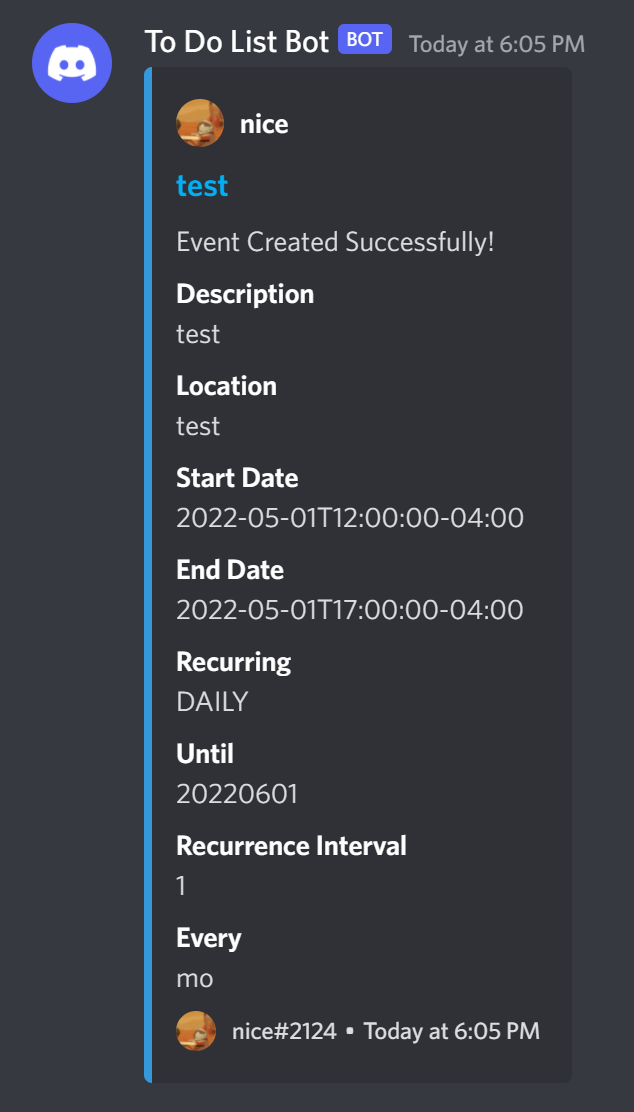 To Do List Bot BOT Today at 6:05 PM
nice
test
Event Created Successfully!
Description
test
Location
test
Start Date
2022-05-01T12:00:00-04:00
End Date
2022-05-01T17:00:00-04:00
Recurring
DAILY
Until
20220601
Recurrence Interval
1
Every
mo
nice#2124 • Today at 6:05 PM